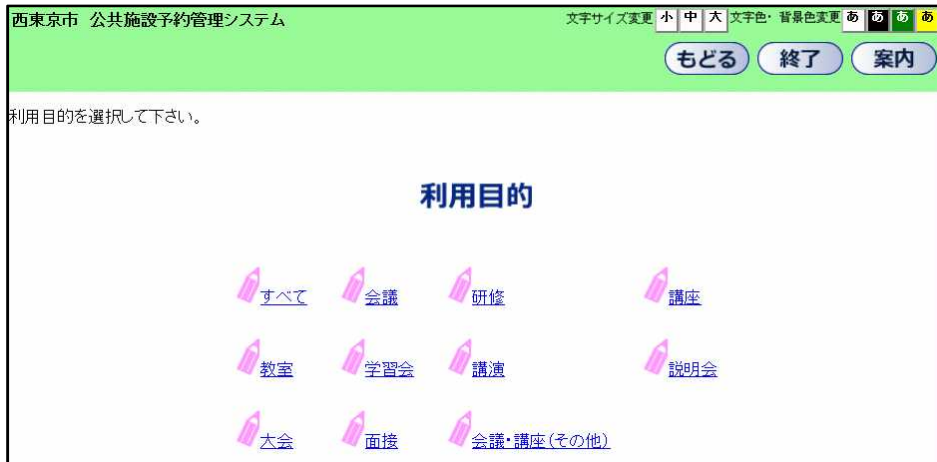 西東京市 公共施設予約管理システム 文字サイズ変更 小 中 大 文字色・背景色変更 あ あ あ あ
もどる 終了 案内
利用目的を選択して下さい。
利用目的
すべて 会議 研修 講座
教室 学習会 講演 説明会
大会 面接 会議・講座(その他)